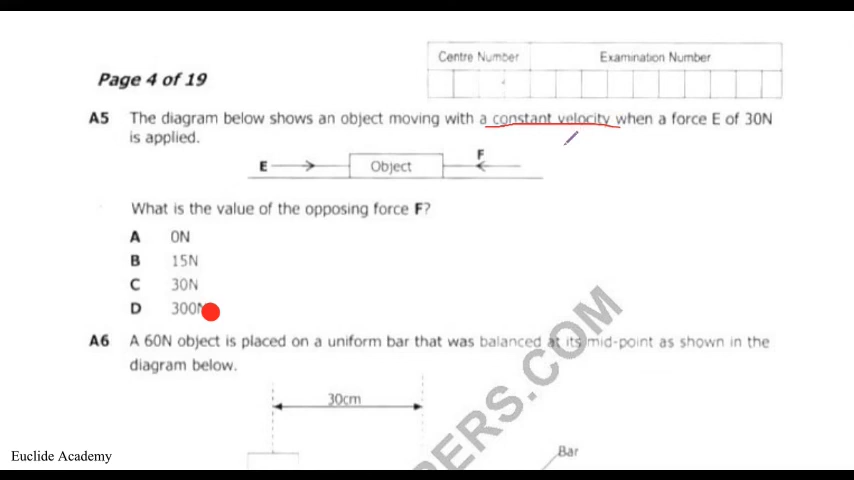 Centre Number Examination Number
Page 4 of 19
A5 The diagram below shows an object moving with a constant velocity when a force E of 30N
is applied.
E Object F
What is the value of the opposing force F?
A 0N
B 15N
C 30N
D 300N
A6 A 60N object is placed on a uniform bar that was balanced at its mid-point as shown in the
diagram below.
30cm
PERS.COM
Bar
Euclide Academy